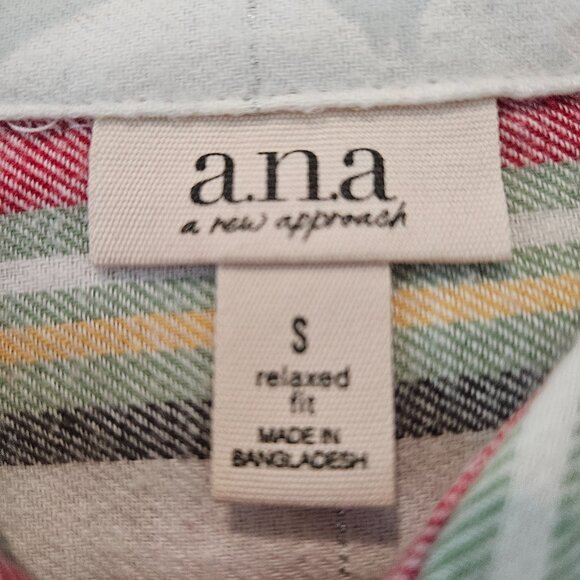 a.n.a
a new approach
S
relaxed
fit
MADE IN
BANGLADESH